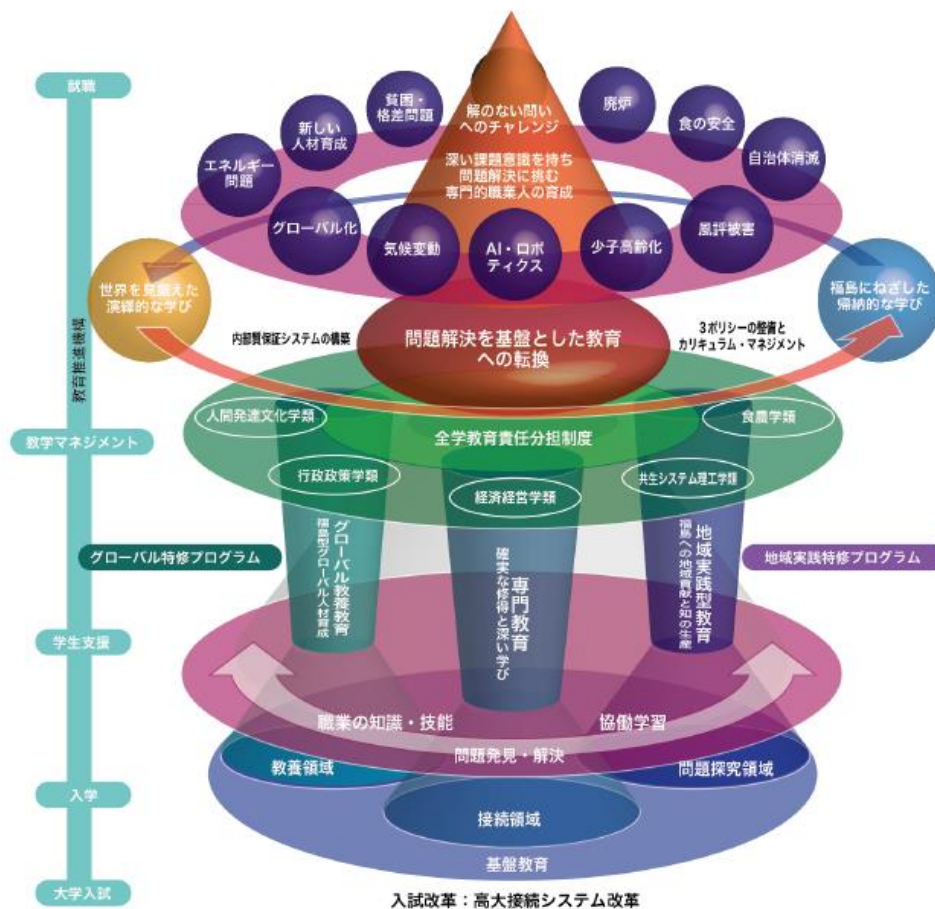 就職
貧困・
格差問題
新しい
人材育成
エネルギー
問題
解のない問い
へのチャレンジ
深い課題意識を持ち
問題解決に挑む
専門的職業人の育成
廃炉
食の安全
自治体消滅
グローバル化
気候変動
AI・ロボ
ティクス
少子高齢化
風評被害
世界を見据えた
演繹的な学び
福島にねざした
帰納的な学び
教育推進機構
内部質保証システムの構築
問題解決を基盤とした教育
への転換
3ポリシーの整備と
カリキュラム・マネジメント
人間発達文化学類
食農学類
教学マネジメント
全学教育責任分担制度
行政政策学類
経済経営学類
共生システム理工学類
グローバル特修プログラム
グローバル教養教育
福島型グローバル人材育成
専門教育
確実な修得と深い学び
地域実践型教育
福島への地域貢献と知の生産
地域実践特修プログラム
学生支援
職業の知識・技能
協働学習
問題発見・解決
教養領域
問題探究領域
入学
接続領域
基盤教育
大学入試
入試改革：高大接続システム改革